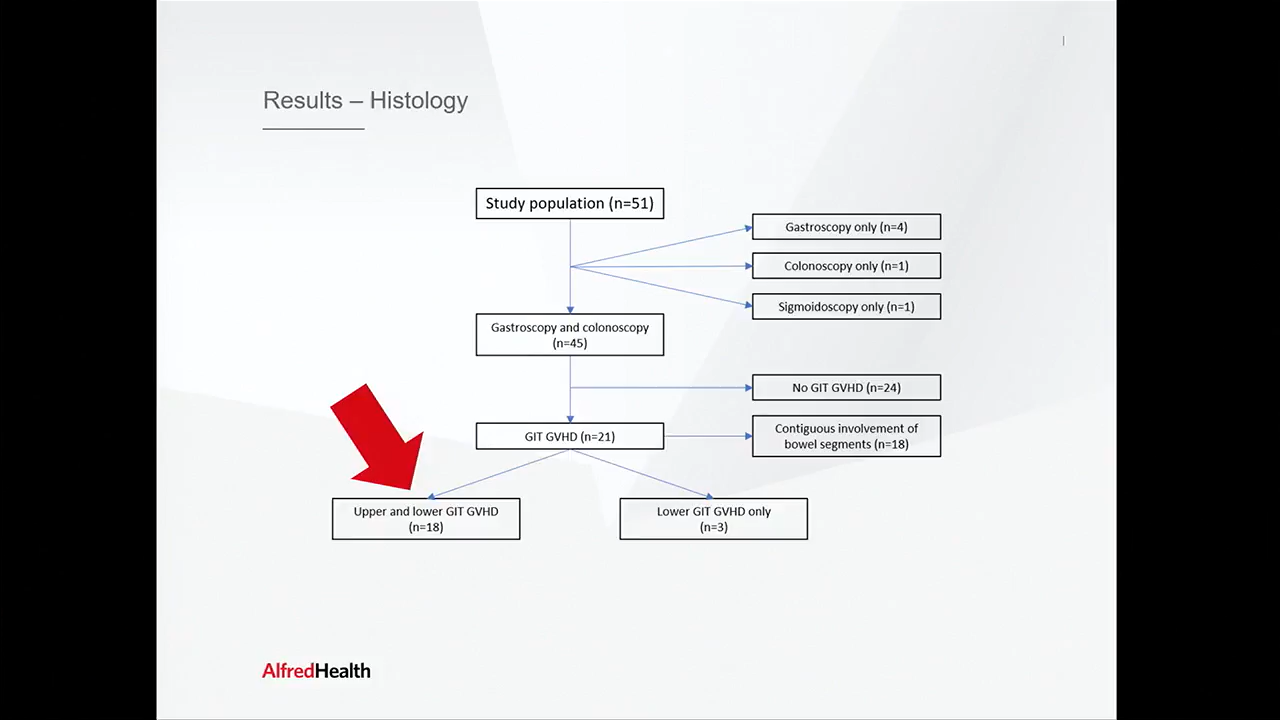 Results – Histology
Study population (n=51)
Gastroscopy only (n=4)
Colonoscopy only (n=1)
Sigmoidoscopy only (n=1)
Gastroscopy and colonoscopy
(n=45)
No GIT GVHD (n=24)
GIT GVHD (n=21)
Contiguous involvement of
bowel segments (n=18)
Upper and lower GIT GVHD
(n=18)
Lower GIT GVHD only
(n=3)
AlfredHealth